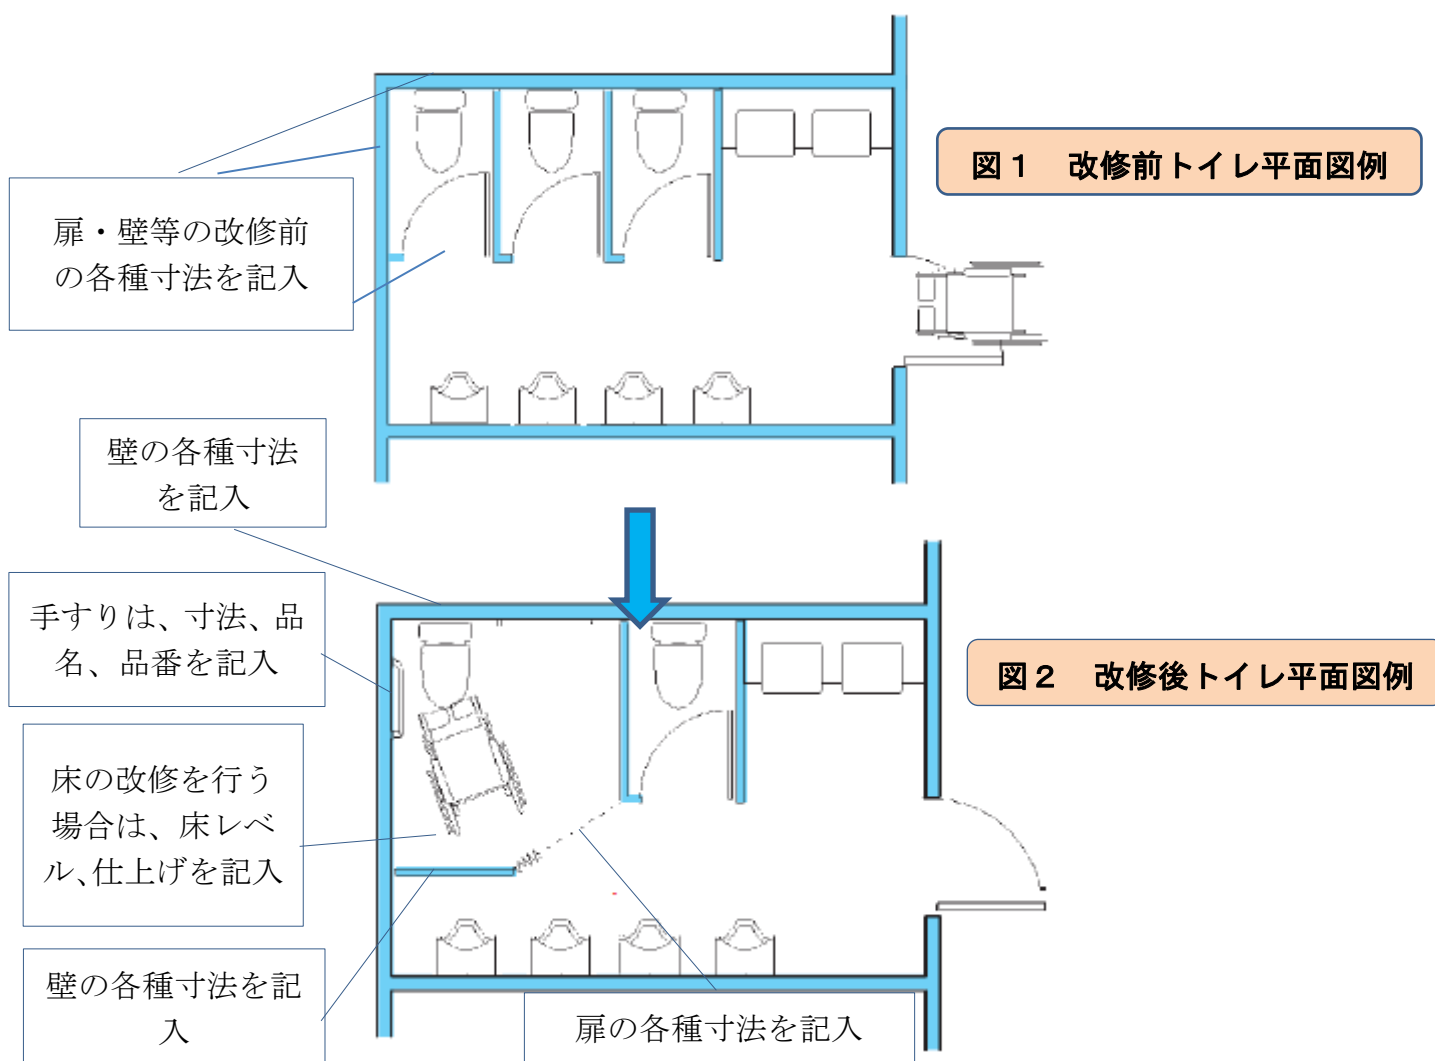 図１　改修前トイレ平面図例
扉・壁等の改修前
の各種寸法を記入
壁の各種寸法
を記入
手すりは、寸法、品
名、品番を記入
図２　改修後トイレ平面図例
床の改修を行う
場合は、床レベ
ル、仕上げを記入
壁の各種寸法を記
入
扉の各種寸法を記入